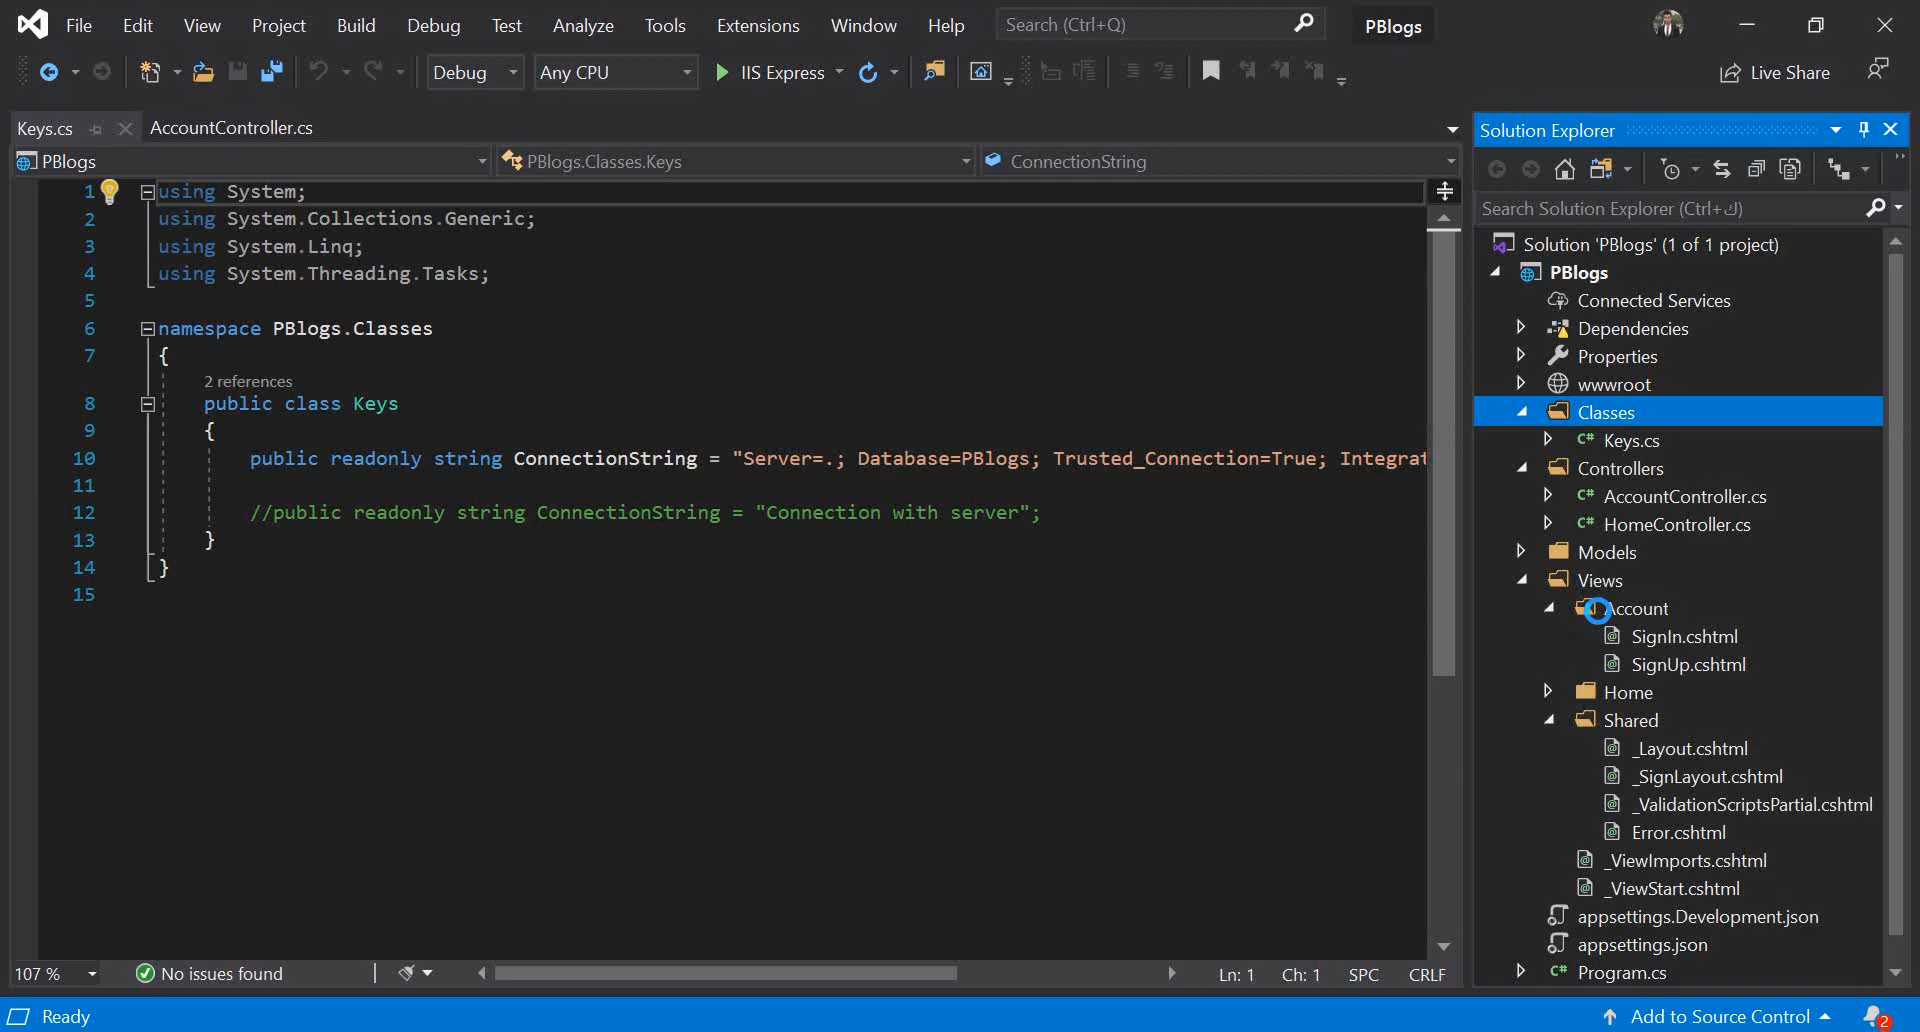 File Edit View Project Build Debug Test Analyze Tools Extensions Window Help Search (Ctrl+Q) PBlogs
Debug Any CPU IIS Express Live Share
Keys.cs AccountController.cs
PBlogs PBlogs.Classes.Keys ConnectionString
1 using System;
2 using System.Collections.Generic;
3 using System.Linq;
4 using System.Threading.Tasks;
5
6 namespace PBlogs.Classes
7 {
2 references
8 public class Keys
9 {
10 public readonly string ConnectionString = "Server=.; Database=PBlogs; Trusted_Connection=True; Integrat
11
12 //public readonly string ConnectionString = "Connection with server";
13 }
14 }
15
107 % No issues found Ln: 1 Ch: 1 SPC CRLF
Solution Explorer
Search Solution Explorer (Ctrl+ك)
Solution 'PBlogs' (1 of 1 project)
PBlogs
Connected Services
Dependencies
Properties
wwwroot
Classes
C# Keys.cs
Controllers
C# AccountController.cs
C# HomeController.cs
Models
Views
Account
SignIn.cshtml
SignUp.cshtml
Home
Shared
_Layout.cshtml
_SignLayout.cshtml
_ValidationScriptsPartial.cshtml
Error.cshtml
_ViewImports.cshtml
_ViewStart.cshtml
appsettings.Development.json
appsettings.json
C# Program.cs
Ready Add to Source Control 2